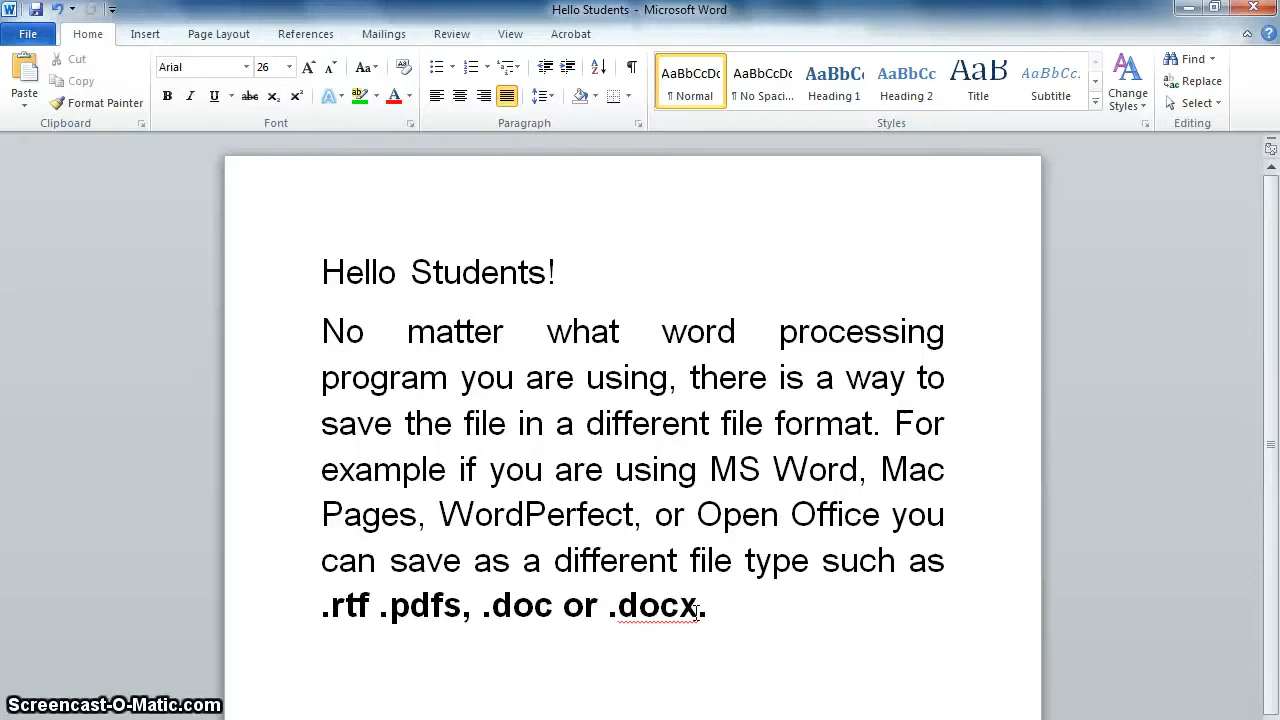 Hello Students - Microsoft Word
File Home Insert Page Layout References Mailings Review View Acrobat
Paste
Cut
Copy
Format Painter
Clipboard
Arial 26
Font
Paragraph
AaBbCcDc AaBbCcDc AaBbCc AaBbCc AaB AaBbCc.
¶ Normal ¶ No Spaci... Heading 1 Heading 2 Title Subtitle
Change Styles
Styles
Find
Replace
Select
Editing
Hello Students!
No matter what word processing
program you are using, there is a way to
save the file in a different file format. For
example if you are using MS Word, Mac
Pages, WordPerfect, or Open Office you
can save as a different file type such as
.rtf .pdfs, .doc or .docx.
Screencast-O-Matic.com